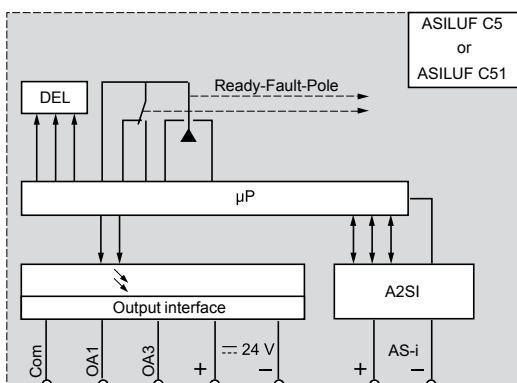 ASILUF C5
or
ASILUF C51
Ready-Fault-Pole
DEL
µP
Output interface
A2SI
Com
OA1
OA3
+
24 V
−
+
AS-i
−